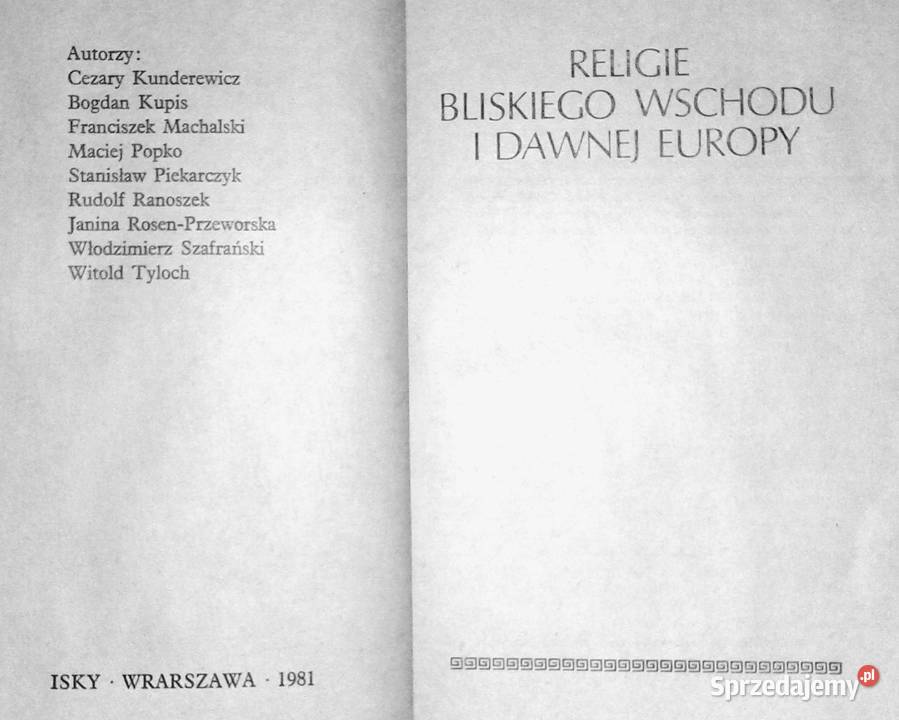 Autorzy:
Cezary Kunderewicz
Bogdan Kupis
Franciszek Machalski
Maciej Popko
Stanisław Piekarczyk
Rudolf Ranoszek
Janina Rosen-Przeworska
Włodzimierz Szafrański
Witold Tyloch
ISKY · WRARSZAWA · 1981
RELIGIE
BLISKIEGO WSCHODU
I DAWNEJ EUROPY
Sprzedajemy.pl